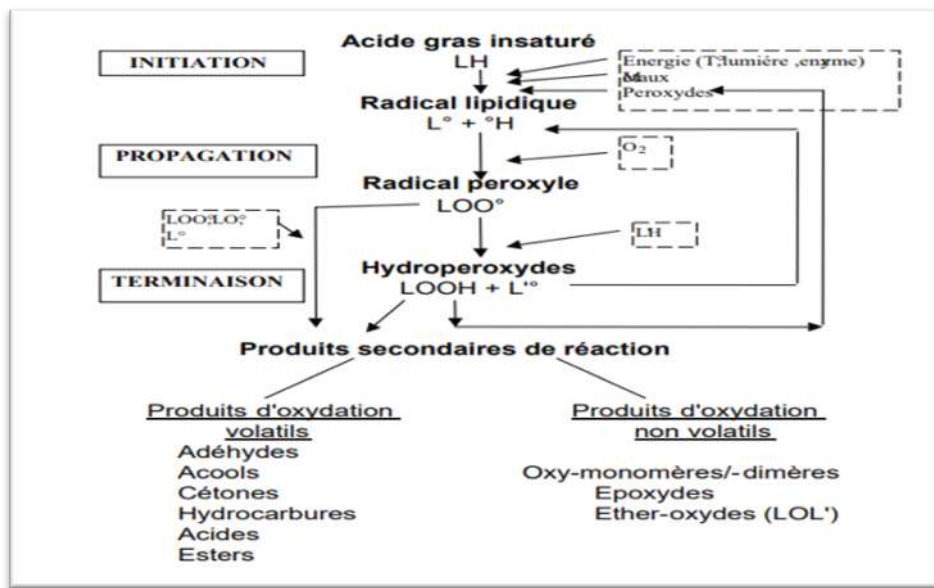 Acide gras insaturé
INITIATION
LH
Energie (T;lumiére ,enzyme)
Peroxydes
Radical lipidique
L° + °H
PROPAGATION
O2
Radical peroxyle
LOO°
LOO°;LO;°
L°
LH
Hydroperoxydes
TERMINAISON
LOOH + L'°
Produits secondaires de réaction
Produits d'oxydation
volatils
Adéhydes
Acools
Cétones
Hydrocarbures
Acides
Esters
Produits d'oxydation
non volatils
Oxy-monomères/-dimères
Epoxydes
Ether-oxydes (LOL')